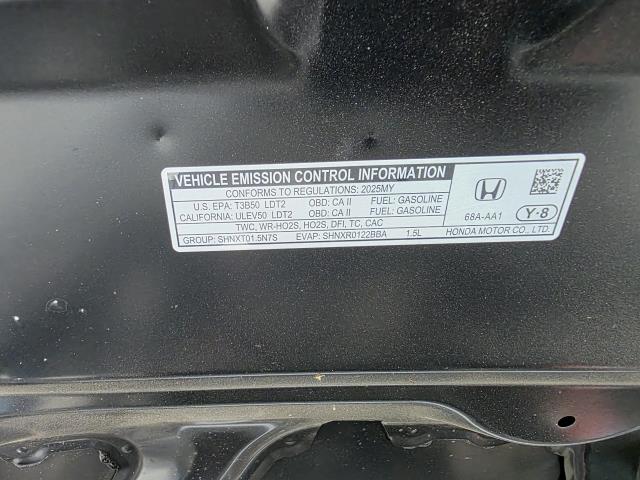 VEHICLE EMISSION CONTROL INFORMATION
CONFORMS TO REGULATIONS: 2025MY
U.S. EPA: T3B50 LDT2 OBD: CA II FUEL: GASOLINE
CALIFORNIA: ULEV50 LDT2 OBD: CA II FUEL: GASOLINE
TWC, WR-HO2S, HO2S, DFI, TC, CAC
GROUP: SHNXT01.5N7S EVAP: SHNXR0122BBA 1.5L
68A-AA1 Y-8
HONDA MOTOR CO., LTD.